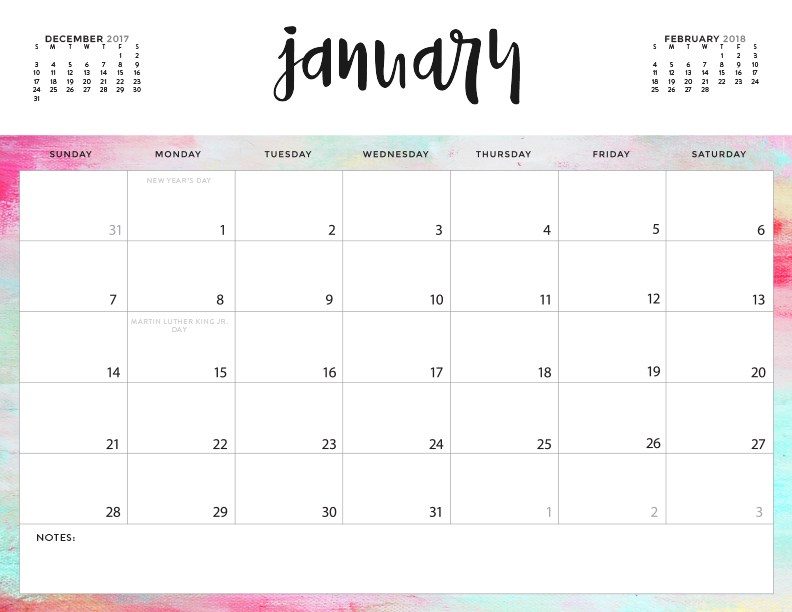 DECEMBER 2017
S M T W T F S
1 2
3 4 5 6 7 8 9
10 11 12 13 14 15 16
17 18 19 20 21 22 23
24 25 26 27 28 29 30
31
january
FEBRUARY 2018
S M T W T F S
1 2 3
4 5 6 7 8 9 10
11 12 13 14 15 16 17
18 19 20 21 22 23 24
25 26 27 28
SUNDAY MONDAY TUESDAY WEDNESDAY THURSDAY FRIDAY SATURDAY
NEW YEAR'S DAY
31 1 2 3 4 5 6
7 8 9 10 11 12 13
MARTIN LUTHER KING JR.
DAY
14 15 16 17 18 19 20
21 22 23 24 25 26 27
28 29 30 31 1 2 3
NOTES: